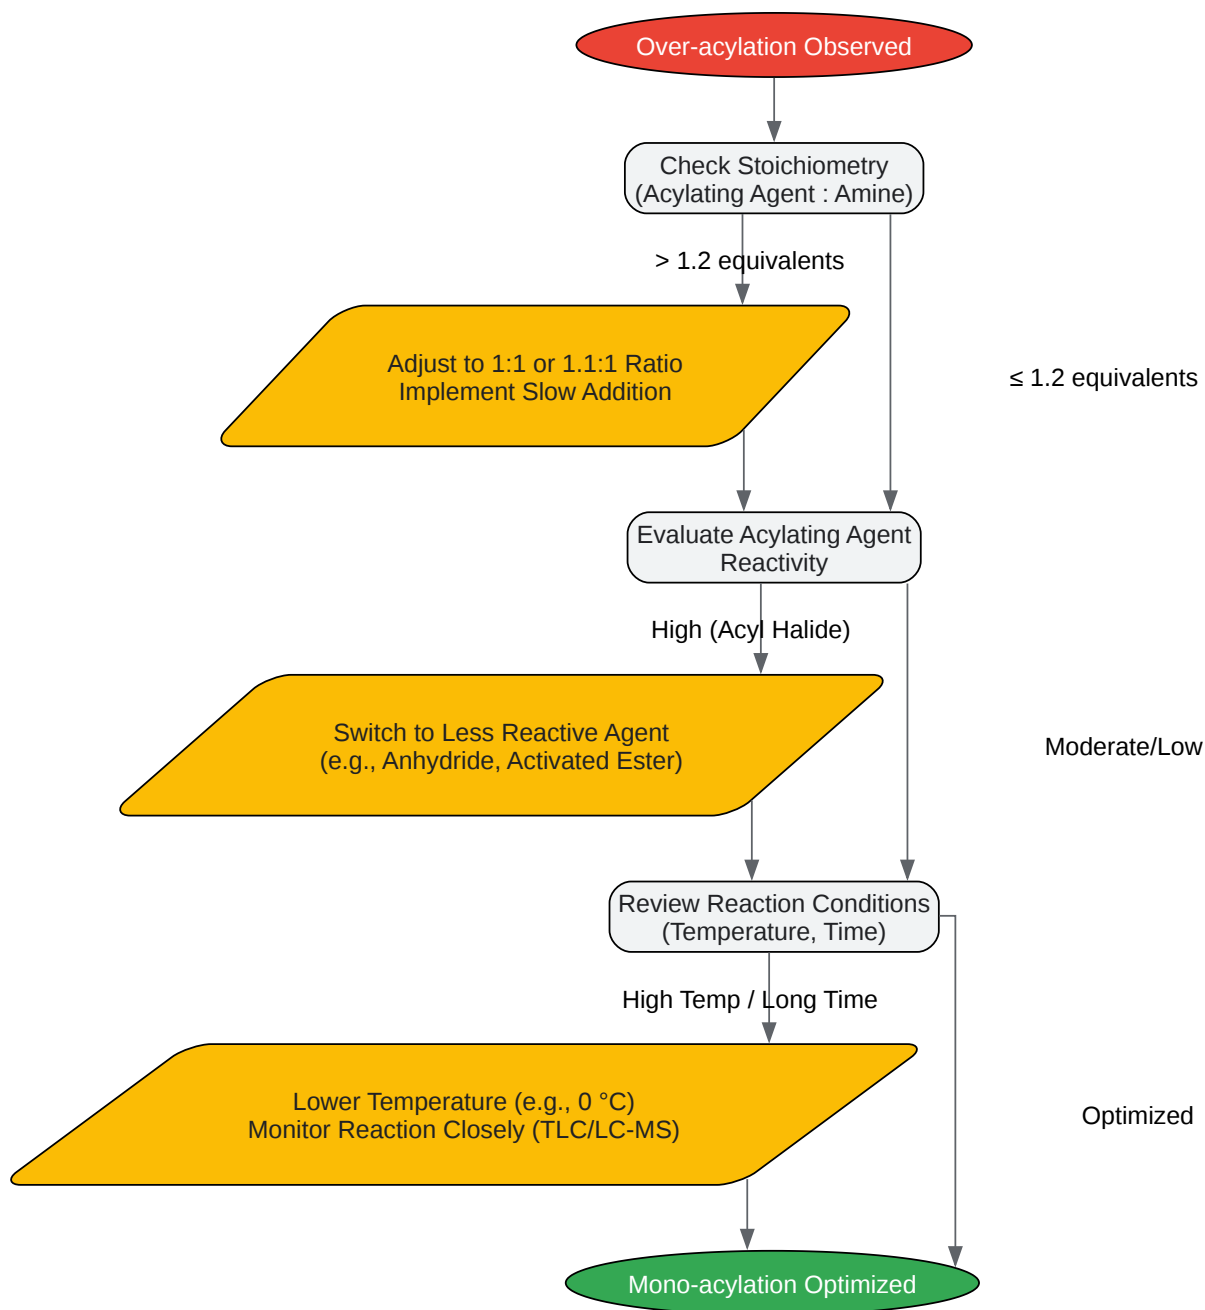 Over-acylation Observed
Check Stoichiometry
(Acylating Agent : Amine)
> 1.2 equivalents
Adjust to 1:1 or 1.1:1 Ratio
Implement Slow Addition
≤ 1.2 equivalents
Evaluate Acylating Agent
Reactivity
High (Acyl Halide)
Switch to Less Reactive Agent
(e.g., Anhydride, Activated Ester)
Moderate/Low
Review Reaction Conditions
(Temperature, Time)
High Temp / Long Time
Lower Temperature (e.g., 0 °C)
Monitor Reaction Closely (TLC/LC-MS)
Optimized
Mono-acylation Optimized